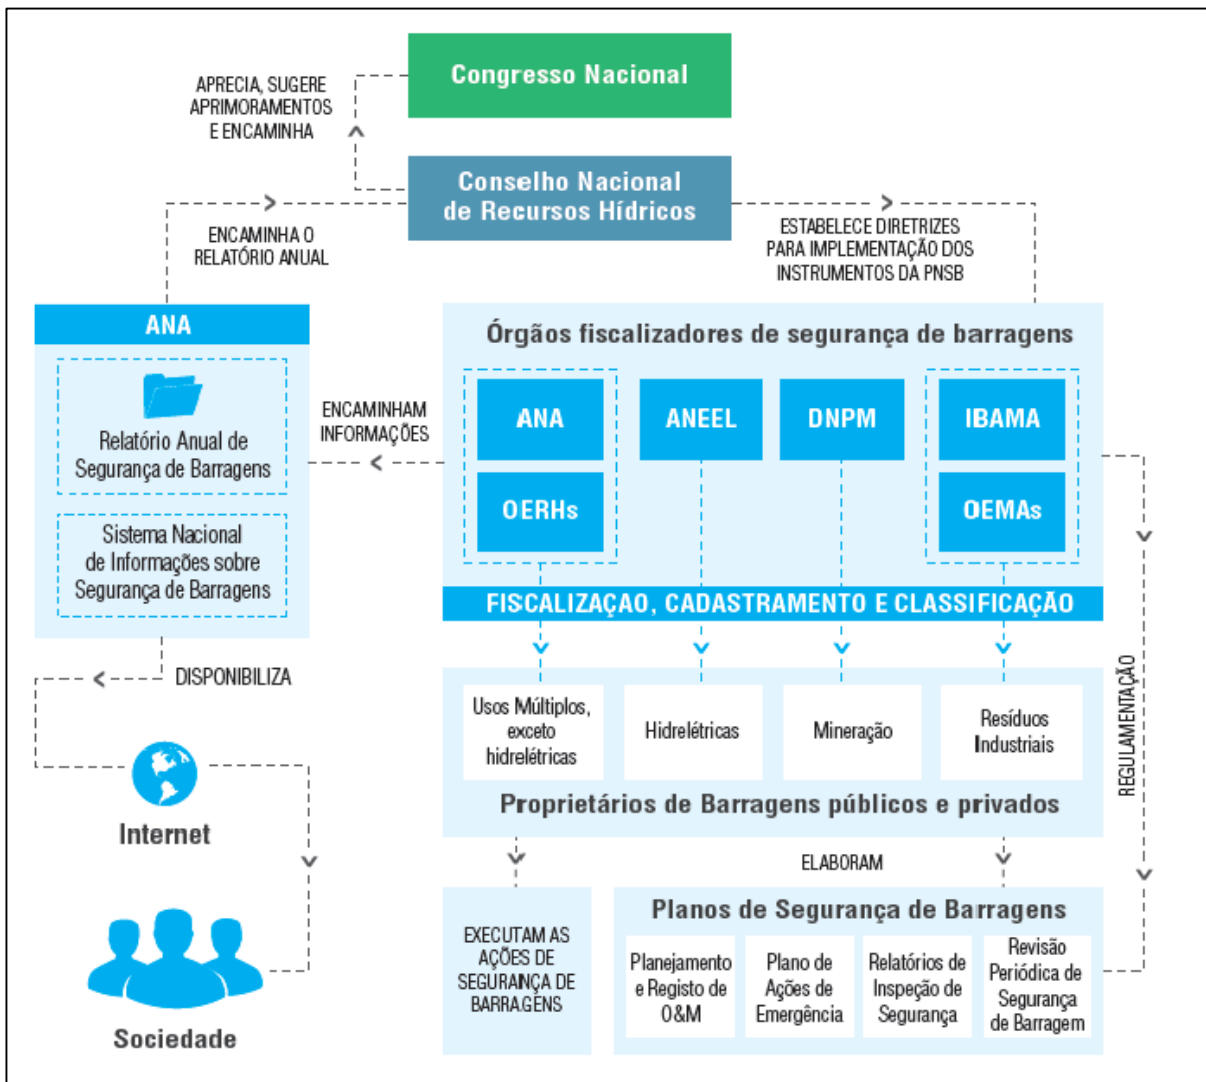 Congresso Nacional
APRECIA, SUGERE
APRIMORAMENTOS
E ENCAMINHA
Conselho Nacional
de Recursos Hídricos
ENCAMINHA O
RELATÓRIO ANUAL
ESTABELECE DIRETRIZES
PARA IMPLEMENTAÇÃO DOS
INSTRUMENTOS DA PNSB
ANA
Relatório Anual de
Segurança de Barragens
Sistema Nacional
de Informações sobre
Segurança de Barragens
ENCAMINHAM
INFORMAÇÕES
Órgãos fiscalizadores de segurança de barragens
ANA
ANEEL
DNPM
IBAMA
OERHs
OEMAs
FISCALIZAÇAO, CADASTRAMENTO E CLASSIFICAÇÃO
DISPONIBILIZA
Usos Múltiplos,
exceto
hidrelétricas
Hidrelétricas
Mineração
Resíduos
Industriais
Proprietários de Barragens públicos e privados
REGULAMENTAÇÃO
Internet
Sociedade
ELABORAM
EXECUTAM AS
AÇÕES DE
SEGURANÇA DE
BARRAGENS
Planos de Segurança de Barragens
Planejamento
e Registo de
O&M
Plano de
Ações de
Emergência
Relatórios de
Inspeção de
Segurança
Revisão
Periódica de
Segurança
de Barragem